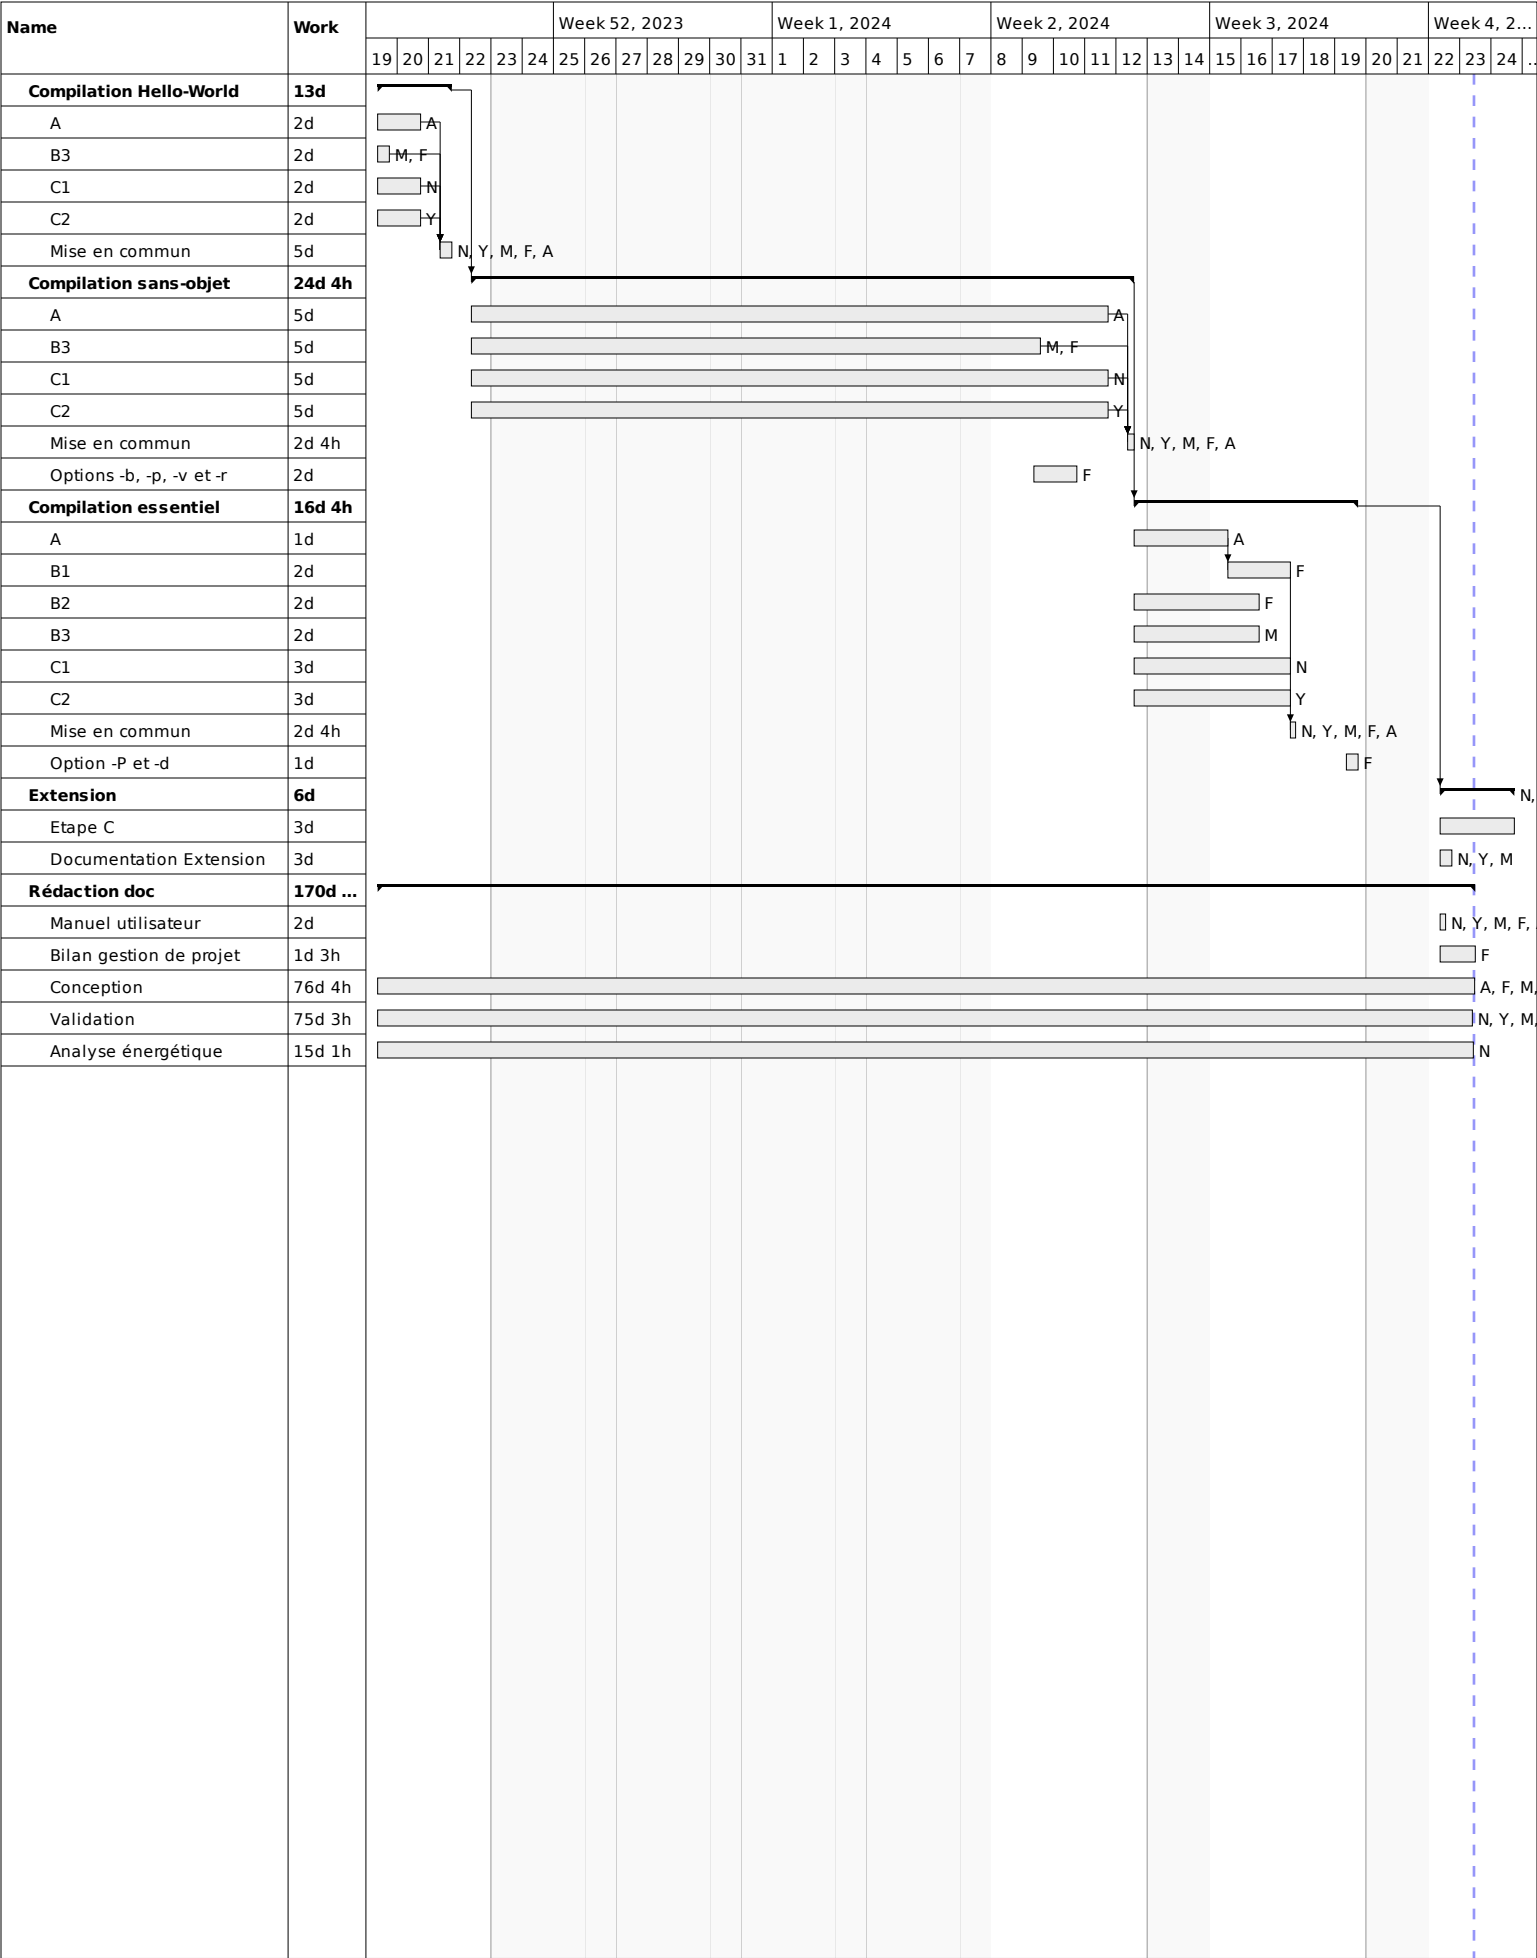 Name Work Week 52, 2023 Week 1, 2024 Week 2, 2024 Week 3, 2024 Week 4, 2...
19 20 21 22 23 24 25 26 27 28 29 30 31 1 2 3 4 5 6 7 8 9 10 11 12 13 14 15 16 17 18 19 20 21 22 23 24 ..
Compilation Hello-World 13d
A 2d A
B3 2d M, F
C1 2d N
C2 2d Y
Mise en commun 5d N, Y, M, F, A
Compilation sans-objet 24d 4h
A 5d A
B3 5d M, F
C1 5d N
C2 5d Y
Mise en commun 2d 4h N, Y, M, F, A
Options -b, -p, -v et -r 2d F
Compilation essentiel 16d 4h
A 1d A
B1 2d F
B2 2d F
B3 2d M
C1 3d N
C2 3d Y
Mise en commun 2d 4h N, Y, M, F, A
Option -P et -d 1d F
Extension 6d N,
Etape C 3d
Documentation Extension 3d N, Y, M
Rédaction doc 170d ...
Manuel utilisateur 2d N, Y, M, F,
Bilan gestion de projet 1d 3h F
Conception 76d 4h A, F, M,
Validation 75d 3h N, Y, M,
Analyse énergétique 15d 1h N